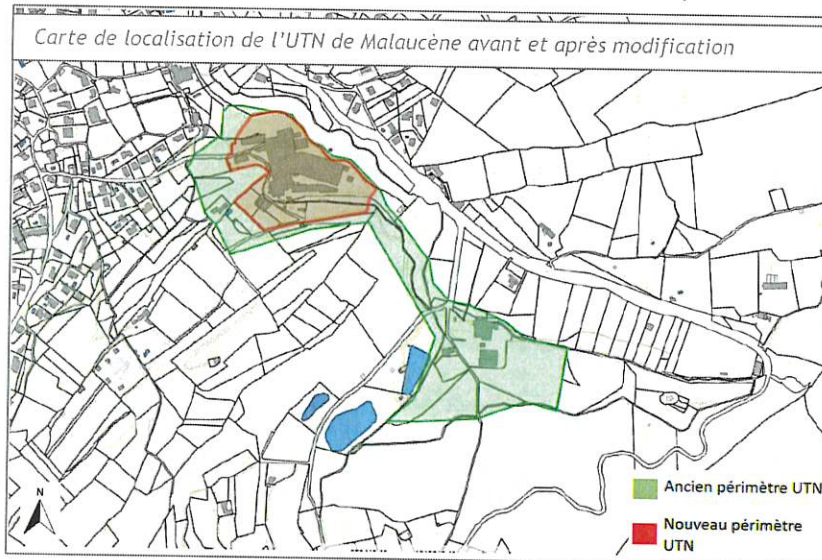 Carte de localisation de l'UTN de Malaucène avant et après modification
N
Ancien périmètre UTN
Nouveau périmètre
UTN